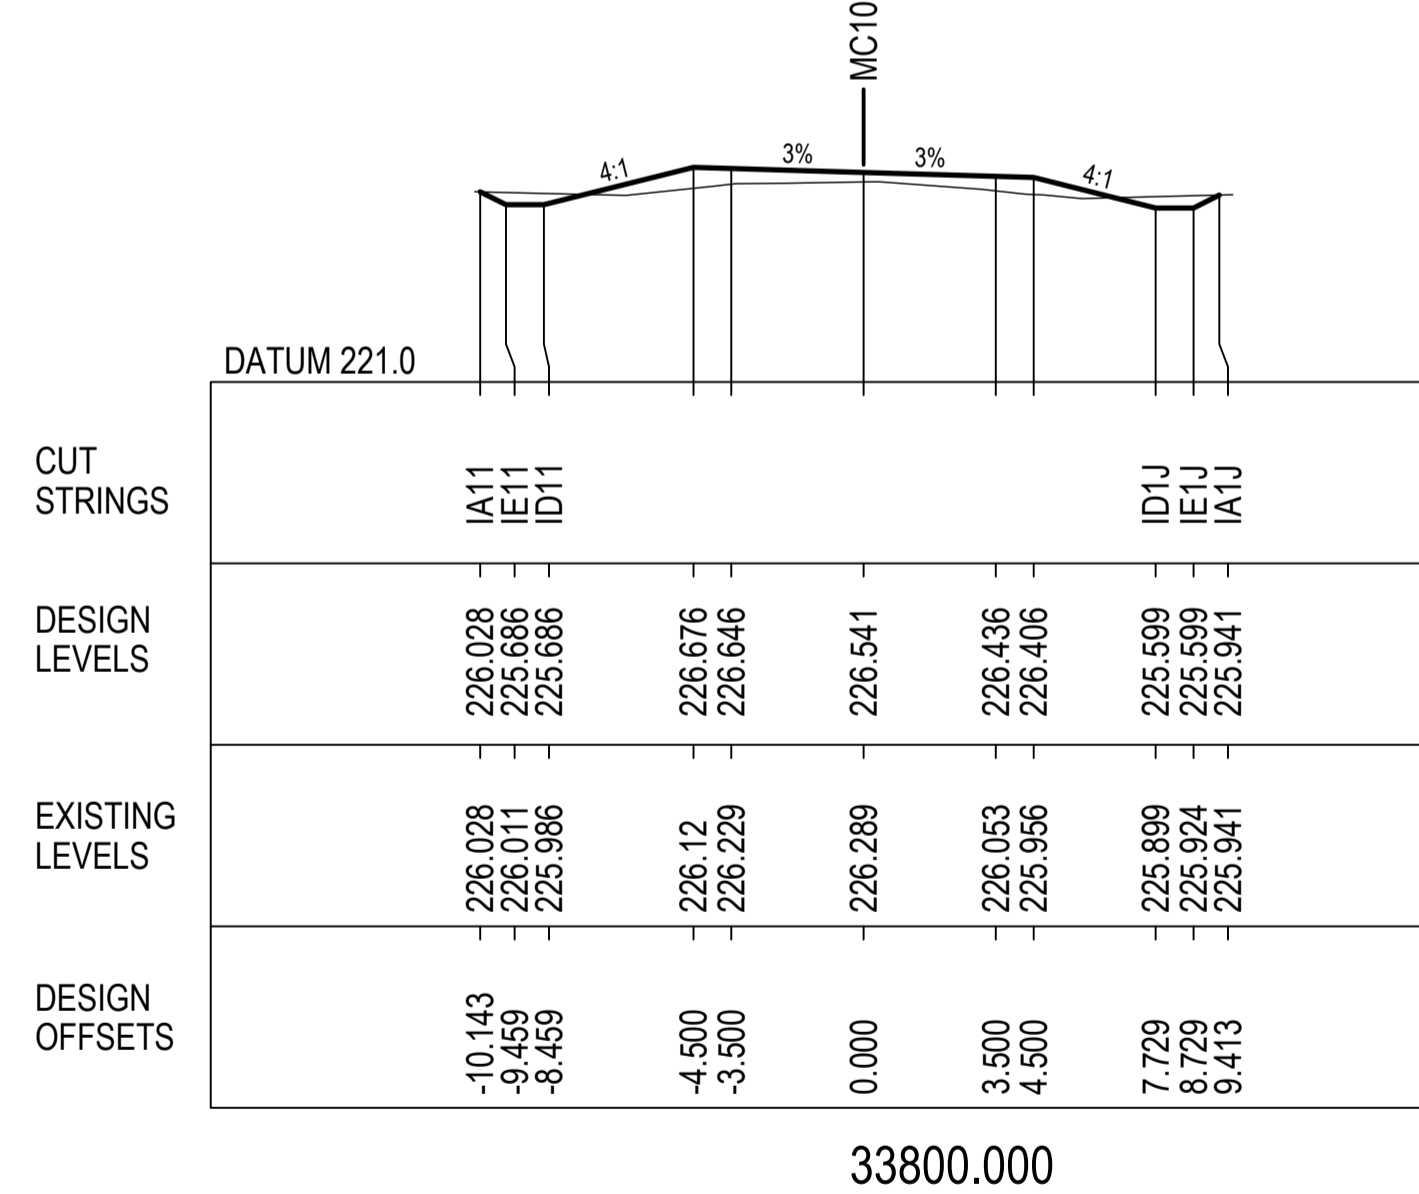 MC10
4:1
3%
3%
4:1
DATUM 221.0
CUT
STRINGS
IA11
IE11
ID11
ID1J
IE1J
IA1J
DESIGN
LEVELS
226.028
225.686
225.686
226.676
226.646
226.541
226.436
226.406
225.599
225.599
225.941
EXISTING
LEVELS
226.028
226.011
225.986
226.12
226.229
226.289
226.053
225.956
225.899
225.924
225.941
DESIGN
OFFSETS
-10.143
-9.459
-8.459
-4.500
-3.500
0.000
3.500
4.500
7.729
8.729
9.413
33800.000